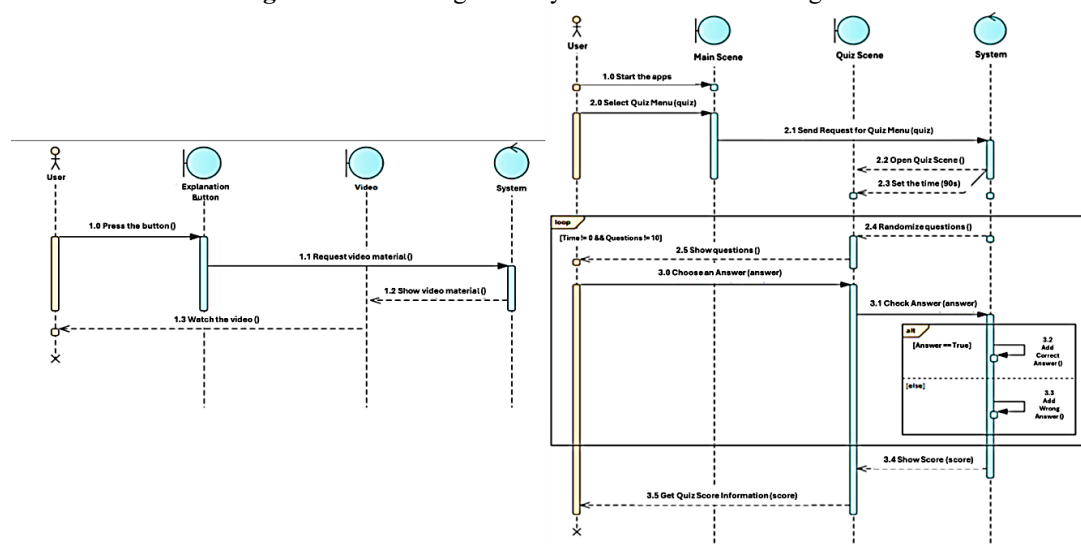 User
Explanation
Button
Video
System
1.0 Press the button()
1.1 Request video material()
1.2 Show video material()
1.3 Watch the video()
User
Main Scene
Quiz Scene
System
1.0 Start the apps
2.0 Select Quiz Menu (quiz)
2.1 Send Request for Quiz Menu (quiz)
2.2 Open Quiz Scene()
2.3 Set the time (90s)
loop
[Time != 0 && Questions != 10]
2.4 Randomize questions()
2.5 Show questions()
3.0 Choose an Answer (answer)
3.1 Check Answer (answer)
alt
[Answer == True]
3.2
Add
Correct
Answer()
[else]
3.3
Add
Wrong
Answer()
3.4 Show Score (score)
3.5 Get Quiz Score Information (score)